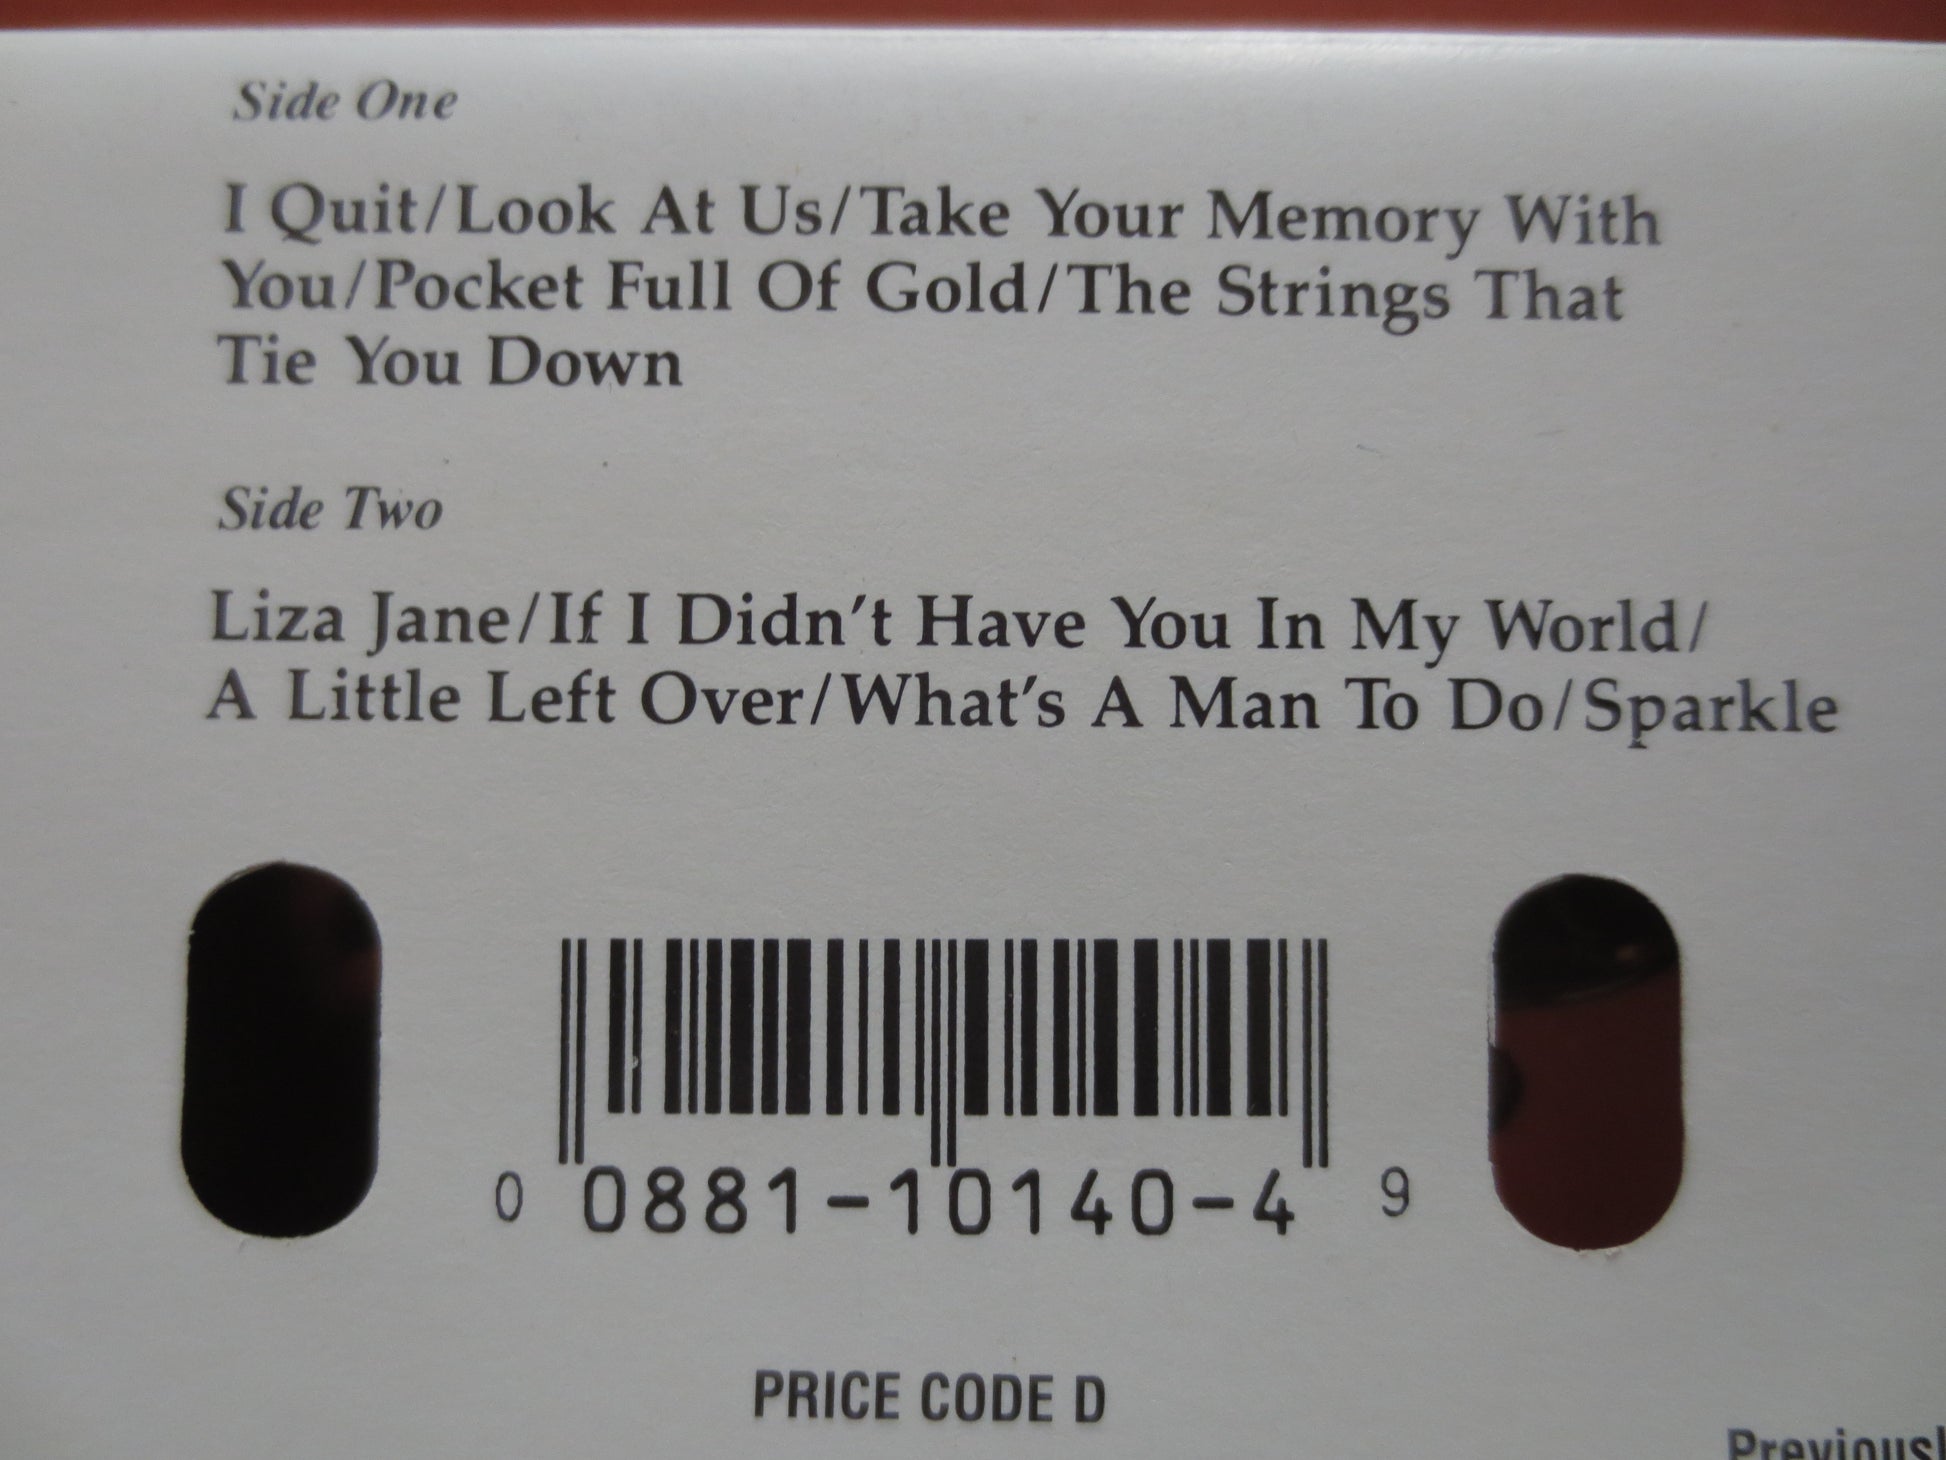 Side One
I Quit/Look At Us/Take Your Memory With
You/Pocket Full Of Gold/The Strings That
Tie You Down
Side Two
Liza Jane/If I Didn't Have You In My World/
A Little Left Over/What's A Man To Do/Sparkle
0 0881-10140-4 9
PRICE CODE D